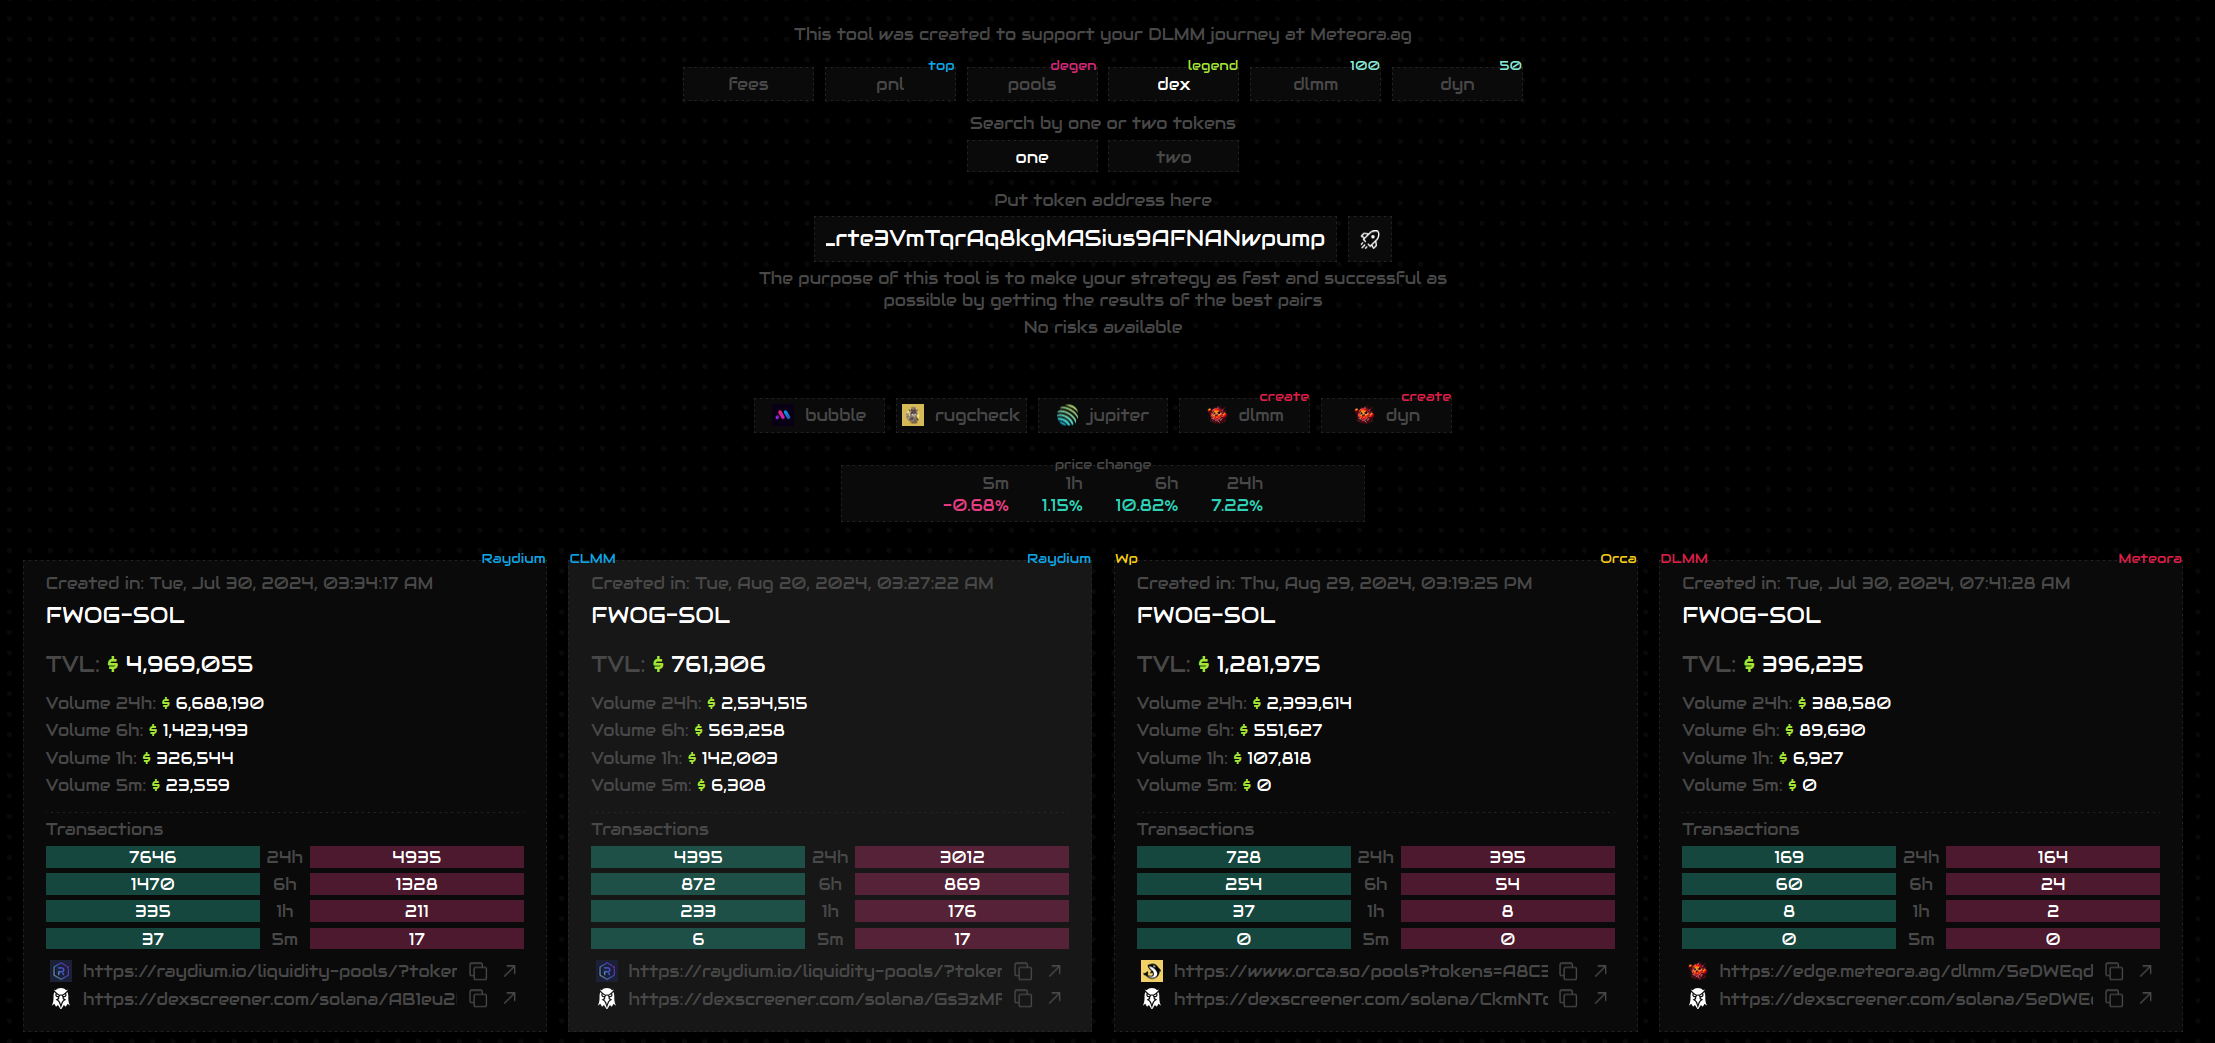 This tool was created to support your DLMM journey at Meteora.ag
top degen legend 100 50
fees pnl pools dex dlmm dyn
Search by one or two tokens
one two
Put token address here
rte3VmTqrAq8kgMASius9AFNANwpump
The purpose of this tool is to make your strategy as fast and successful as
possible by getting the results of the best pairs
No risks available
create create
bubble rugcheck jupiter dlmm dyn
price change
5m 1h 6h 24h
-0.68% 1.15% 10.82% 7.22%
Raydium
Created in: Tue, Jul 30, 2024, 03:34:17 AM
FWOG-SOL
TVL: $ 4,969,055
Volume 24h: $ 6,688,190
Volume 6h: $ 1,423,493
Volume 1h: $ 326,544
Volume 5m: $ 23,559
Transactions
7646 24h 4935
1470 6h 1328
335 1h 211
37 5m 17
https://raydium.io/liquidity-pools/?token
https://dexscreener.com/solana/AB1eu2
CLMM Raydium
Created in: Tue, Aug 20, 2024, 03:27:22 AM
FWOG-SOL
TVL: $ 761,306
Volume 24h: $ 2,534,515
Volume 6h: $ 563,258
Volume 1h: $ 142,003
Volume 5m: $ 6,308
Transactions
4395 24h 3012
872 6h 869
233 1h 176
6 5m 17
https://raydium.io/liquidity-pools/?token
https://dexscreener.com/solana/Gs3zMF
Wp Orca
Created in: Thu, Aug 29, 2024, 03:19:25 PM
FWOG-SOL
TVL: $ 1,281,975
Volume 24h: $ 2,393,614
Volume 6h: $ 551,627
Volume 1h: $ 107,818
Volume 5m: $ 0
Transactions
728 24h 395
254 6h 54
37 1h 8
0 5m 0
https://www.orca.so/pools?tokens=A8C3
https://dexscreener.com/solana/CkmNTc
DLMM Meteora
Created in: Tue, Jul 30, 2024, 07:41:28 AM
FWOG-SOL
TVL: $ 396,235
Volume 24h: $ 388,580
Volume 6h: $ 89,630
Volume 1h: $ 6,927
Volume 5m: $ 0
Transactions
169 24h 164
60 6h 24
8 1h 2
0 5m 0
https://edge.meteora.ag/dlmm/5eDWEqd
https://dexscreener.com/solana/5eDWE